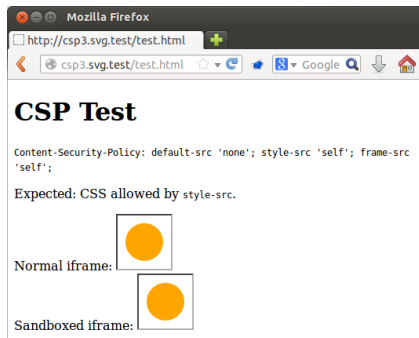 Mozilla Firefox
http://csp3.svg.test/test.html
csp3.svg.test/test.html
Google
CSP Test
Content-Security-Policy: default-src 'none'; style-src 'self'; frame-src
'self';
Expected: CSS allowed by style-src.
Normal iframe:
Sandboxed iframe: